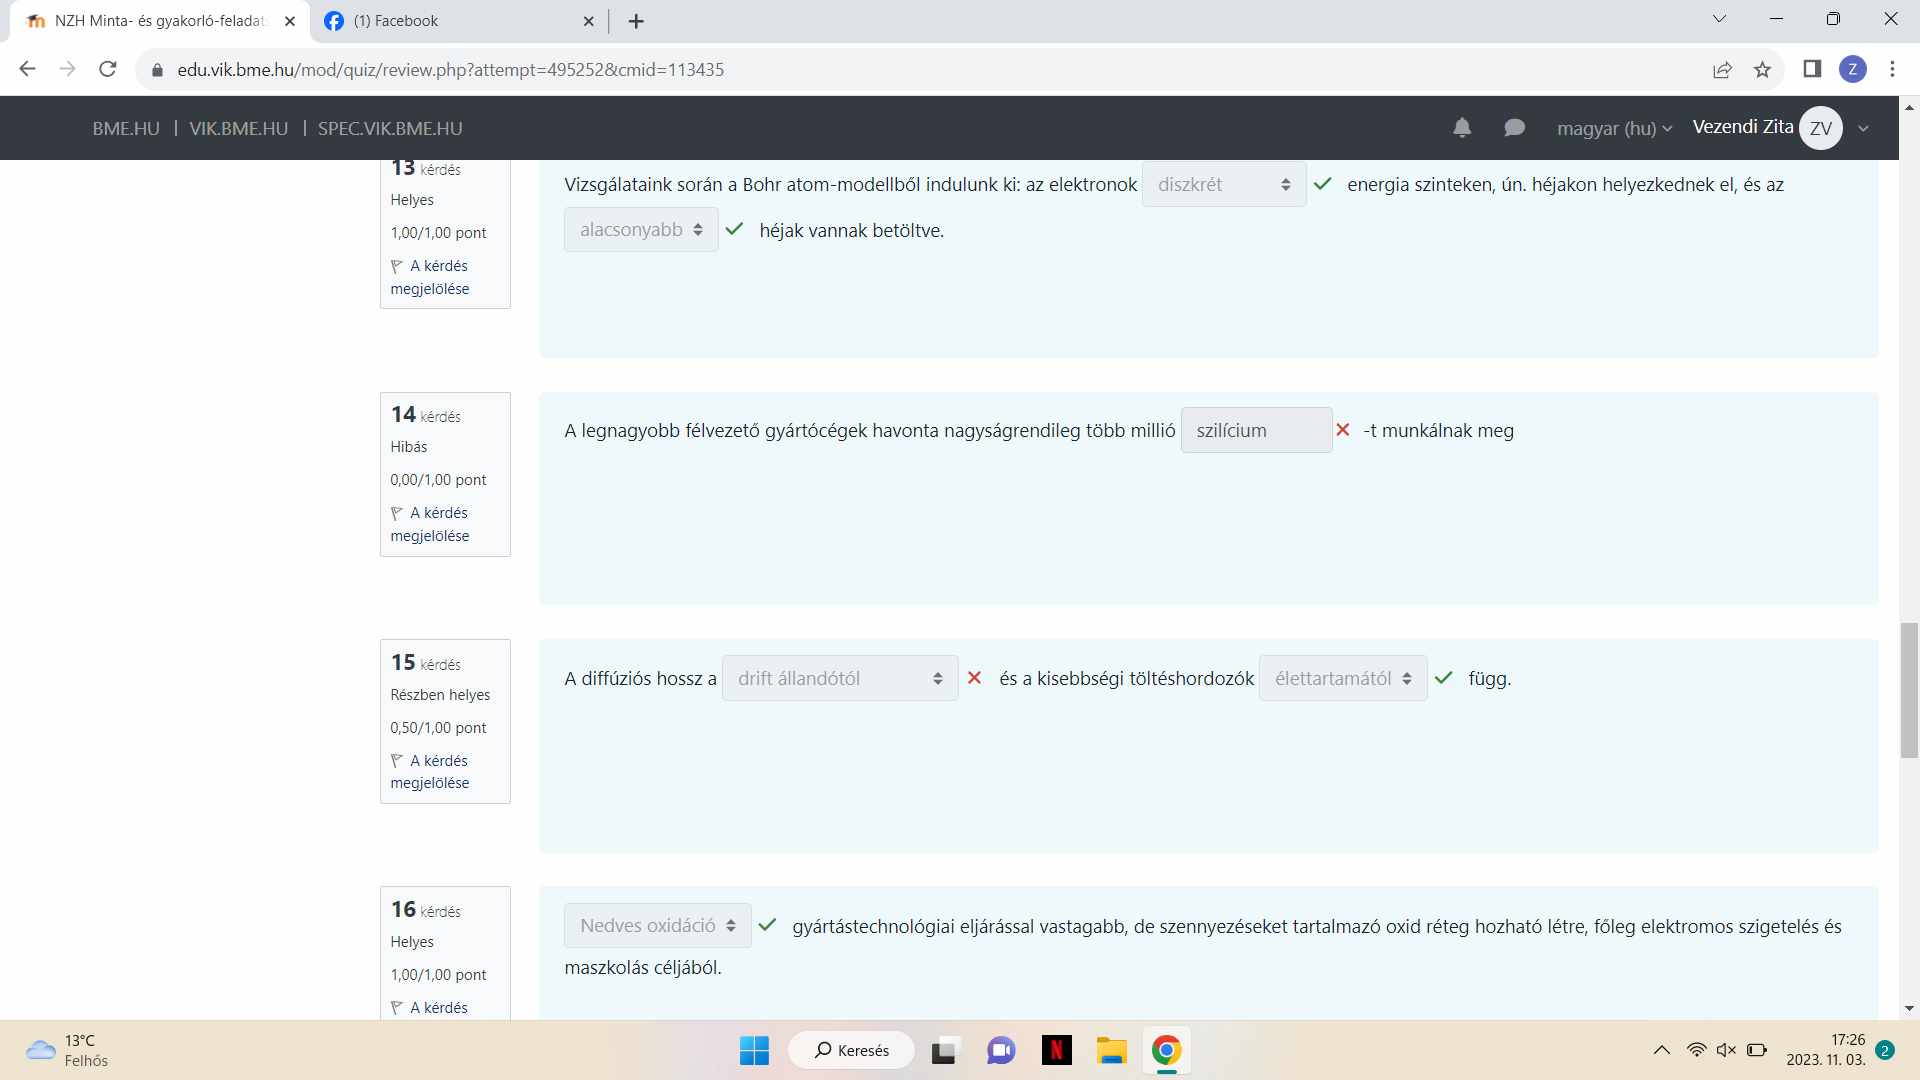 NZH Minta- és gyakorló-feladats
(1) Facebook
edu.vik.bme.hu/mod/quiz/review.php?attempt=495252&cmid=113435
Z
BME.HU | VIK.BME.HU | SPEC.VIK.BME.HU
magyar (hu)
Vezendi Zita
ZV
13 kérdés
Helyes
1,00/1,00 pont
A kérdés
megjelölése
Vizsgálataink során a Bohr atom-modellből indulunk ki: az elektronok diszkrét energia szinteken, ún. héjakon helyezkednek el, és az
alacsonyabb héjak vannak betöltve.
14 kérdés
Hibás
0,00/1,00 pont
A kérdés
megjelölése
A legnagyobb félvezető gyártócégek havonta nagyságrendileg több millió szilícium -t munkálnak meg
15 kérdés
Részben helyes
0,50/1,00 pont
A kérdés
megjelölése
A diffúziós hossz a drift állandótól és a kisebbségi töltéshordozók élettartamától függ.
16 kérdés
Helyes
1,00/1,00 pont
A kérdés
Nedves oxidáció gyártástechnológiai eljárással vastagabb, de szennyezéseket tartalmazó oxid réteg hozható létre, főleg elektromos szigetelés és
maszkolás céljából.
13°C
Felhős
Keresés
N
17:26
2023. 11. 03.
2